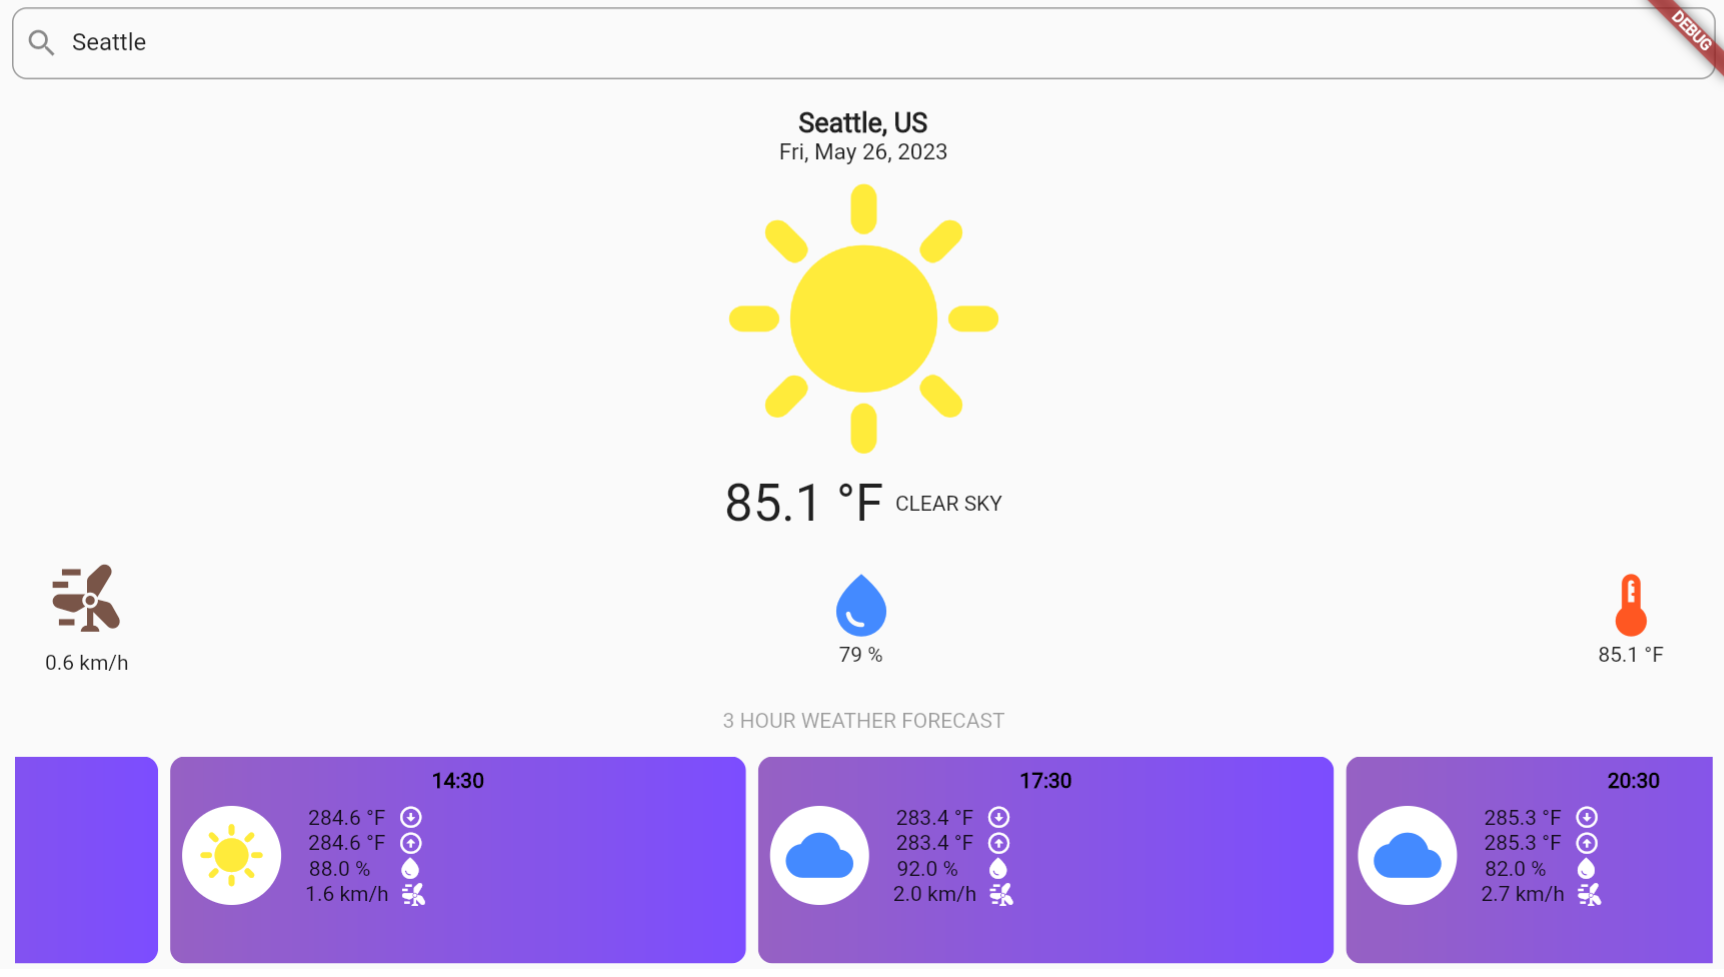 Seattle
DEBUG
Seattle, US
Fri, May 26, 2023
85.1 °F CLEAR SKY
0.6 km/h
79 %
85.1 °F
3 HOUR WEATHER FORECAST
14:30
284.6 °F
284.6 °F
88.0 %
1.6 km/h
17:30
283.4 °F
283.4 °F
92.0 %
2.0 km/h
20:30
285.3 °F
285.3 °F
82.0 %
2.7 km/h